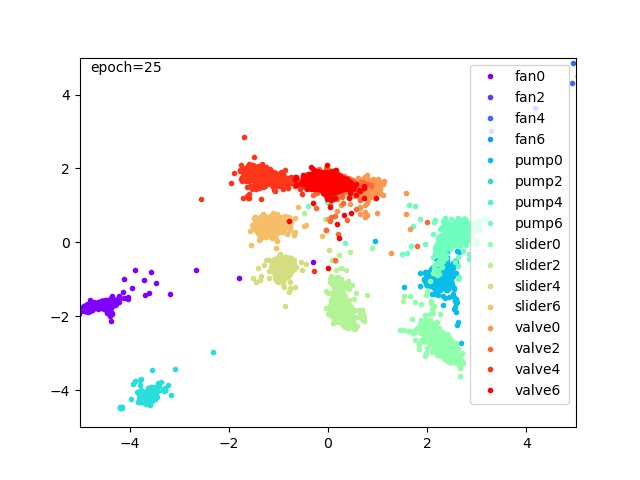 epoch=25
fan0
fan2
fan4
fan6
pump0
pump2
pump4
pump6
slider0
slider2
slider4
slider6
valve0
valve2
valve4
valve6
4
2
0
−2
−4
−4 −2 0 2 4